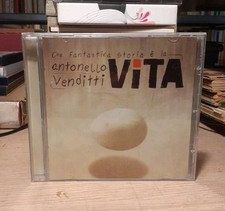 Che fantastica storia è la
antonello
Venditti
VITA